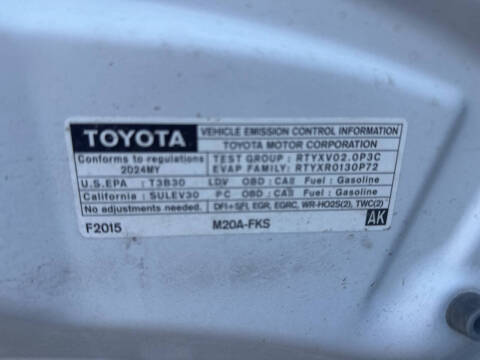 TOYOTA VEHICLE EMISSION CONTROL INFORMATION
TOYOTA MOTOR CORPORATION
Conforms to regulations TEST GROUP : RTYXV02.0P3C
2024MY EVAP FAMILY: RTYXR0130P72
U.S.EPA : T3B30 LDV OBD : CAII Fuel : Gasoline
California : SULEV30 PC OBD : CAII Fuel : Gasoline
No adjustments needed. DFI+SFI, EGR, EGRC, WR-HO2S(2), TWC(2)
F2015 M20A-FKS AK